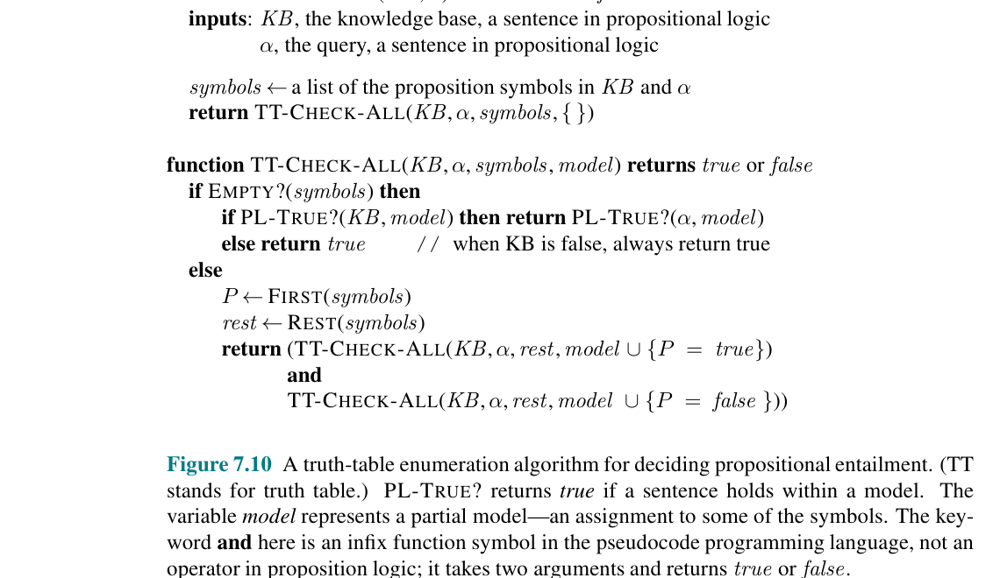 inputs: KB, the knowledge base, a sentence in propositional logic
α, the query, a sentence in propositional logic
symbols ← a list of the proposition symbols in KB and α
return TT-CHECK-ALL(KB, α, symbols, { })
function TT-CHECK-ALL(KB, α, symbols, model) returns true or false
if EMPTY?(symbols) then
if PL-TRUE?(KB, model) then return PL-TRUE?(α, model)
else return true // when KB is false, always return true
else
P ← FIRST(symbols)
rest ← REST(symbols)
return (TT-CHECK-ALL(KB, α, rest, model ∪ {P = true})
and
TT-CHECK-ALL(KB, α, rest, model ∪ {P = false }))
Figure 7.10 A truth-table enumeration algorithm for deciding propositional entailment. (TT
stands for truth table.) PL-TRUE? returns true if a sentence holds within a model. The
variable model represents a partial model—an assignment to some of the symbols. The key-
word and here is an infix function symbol in the pseudocode programming language, not an
operator in proposition logic; it takes two arguments and returns true or false.